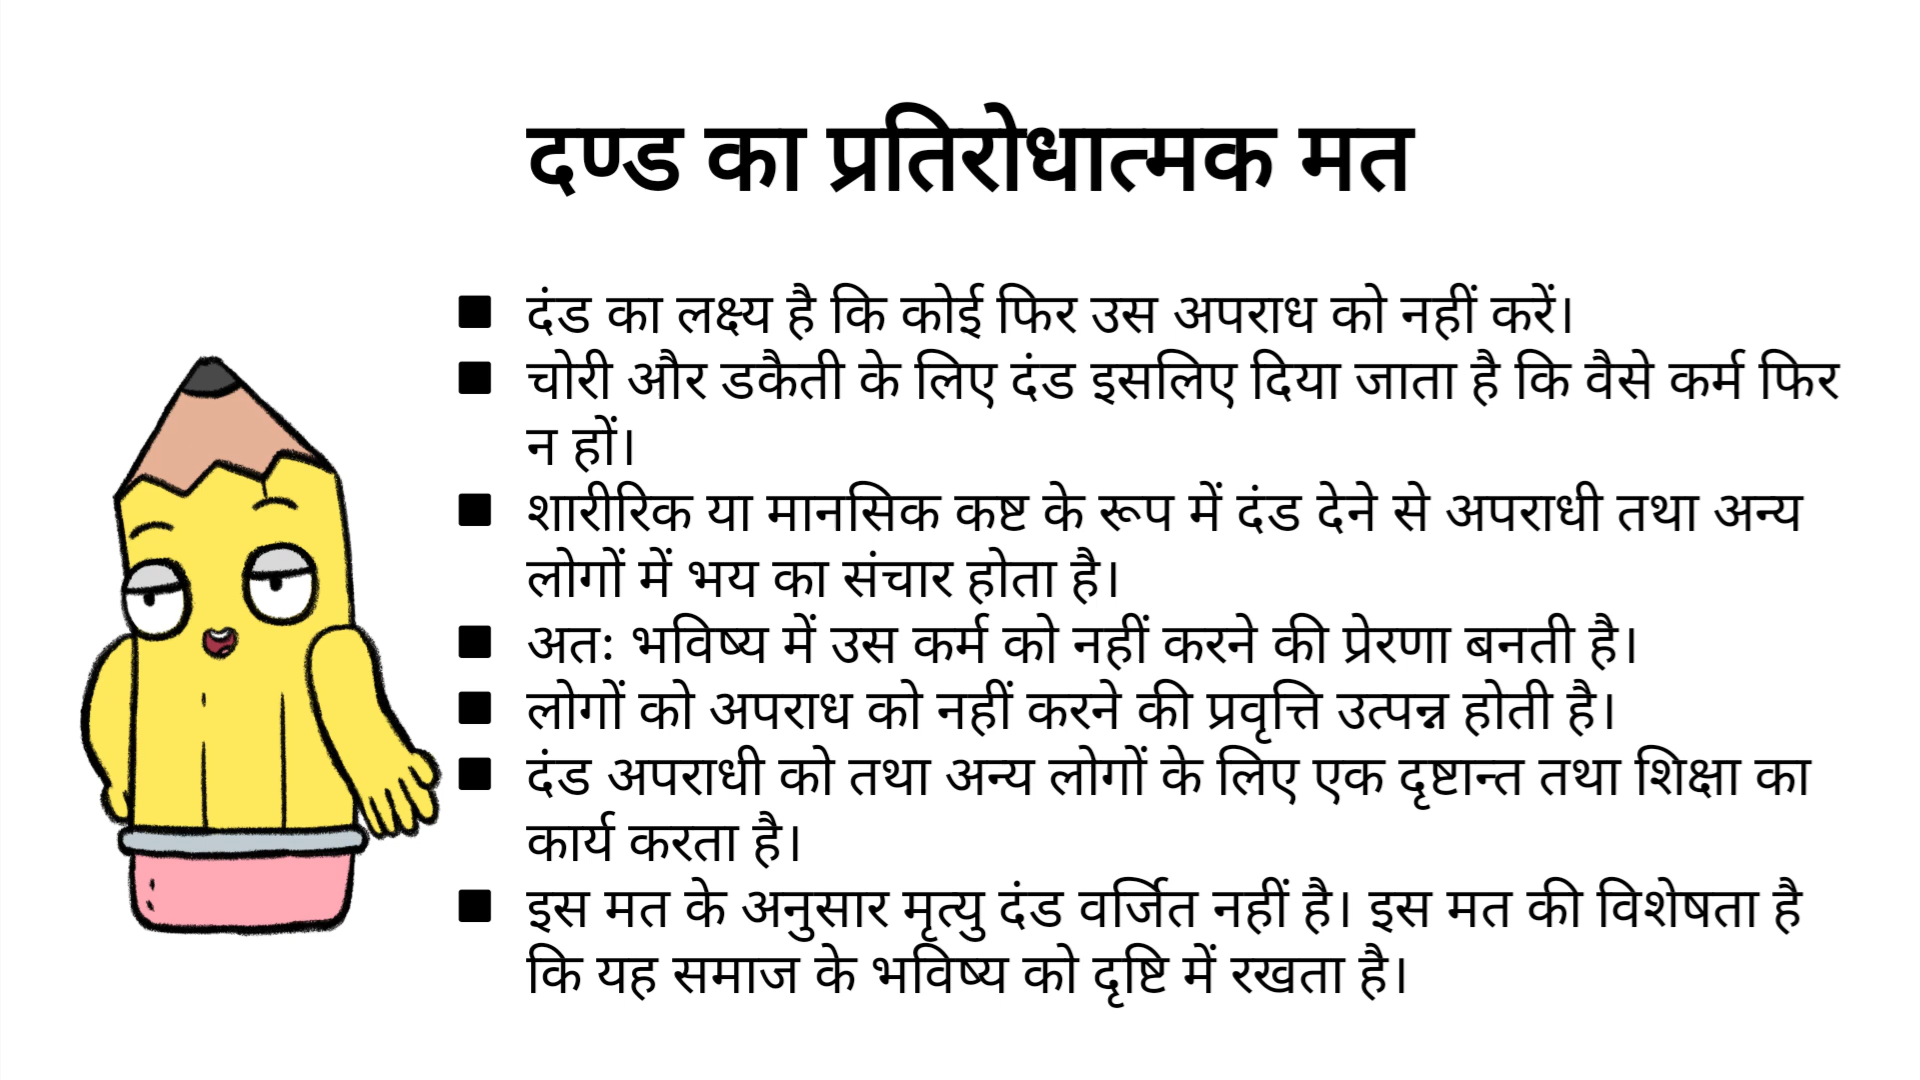 दण्ड का प्रतिरोधात्मक मत
■ दंड का लक्ष्य है कि कोई फिर उस अपराध को नहीं करें।
■ चोरी और डकैती के लिए दंड इसलिए दिया जाता है कि वैसे कर्म फिर
न हों।
■ शारीरिक या मानसिक कष्ट के रूप में दंड देने से अपराधी तथा अन्य
लोगों में भय का संचार होता है।
■ अतः भविष्य में उस कर्म को नहीं करने की प्रेरणा बनती है।
■ लोगों को अपराध को नहीं करने की प्रवृत्ति उत्पन्न होती है।
■ दंड अपराधी को तथा अन्य लोगों के लिए एक दृष्टान्त तथा शिक्षा का
कार्य करता है।
■ इस मत के अनुसार मृत्यु दंड वर्जित नहीं है। इस मत की विशेषता है
कि यह समाज के भविष्य को दृष्टि में रखता है।